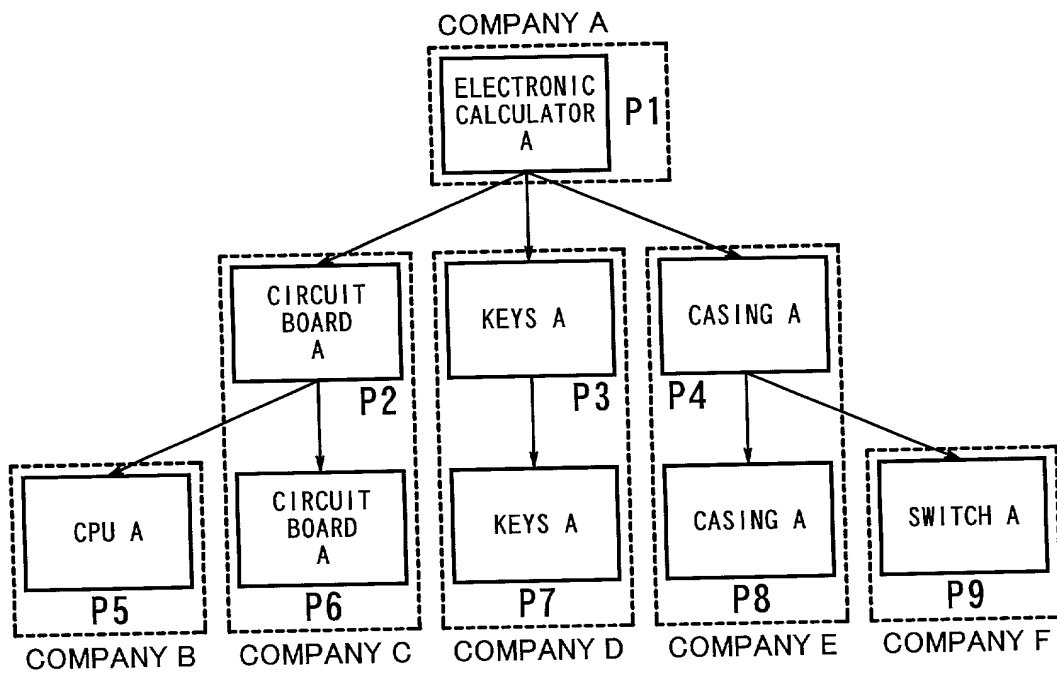 COMPANY A
ELECTRONIC
CALCULATOR
A
P1
CIRCUIT
BOARD
A
P2
KEYS A
P3
CASING A
P4
CPU A
P5
CIRCUIT
BOARD
A
P6
KEYS A
P7
CASING A
P8
SWITCH A
P9
COMPANY B
COMPANY C
COMPANY D
COMPANY E
COMPANY F